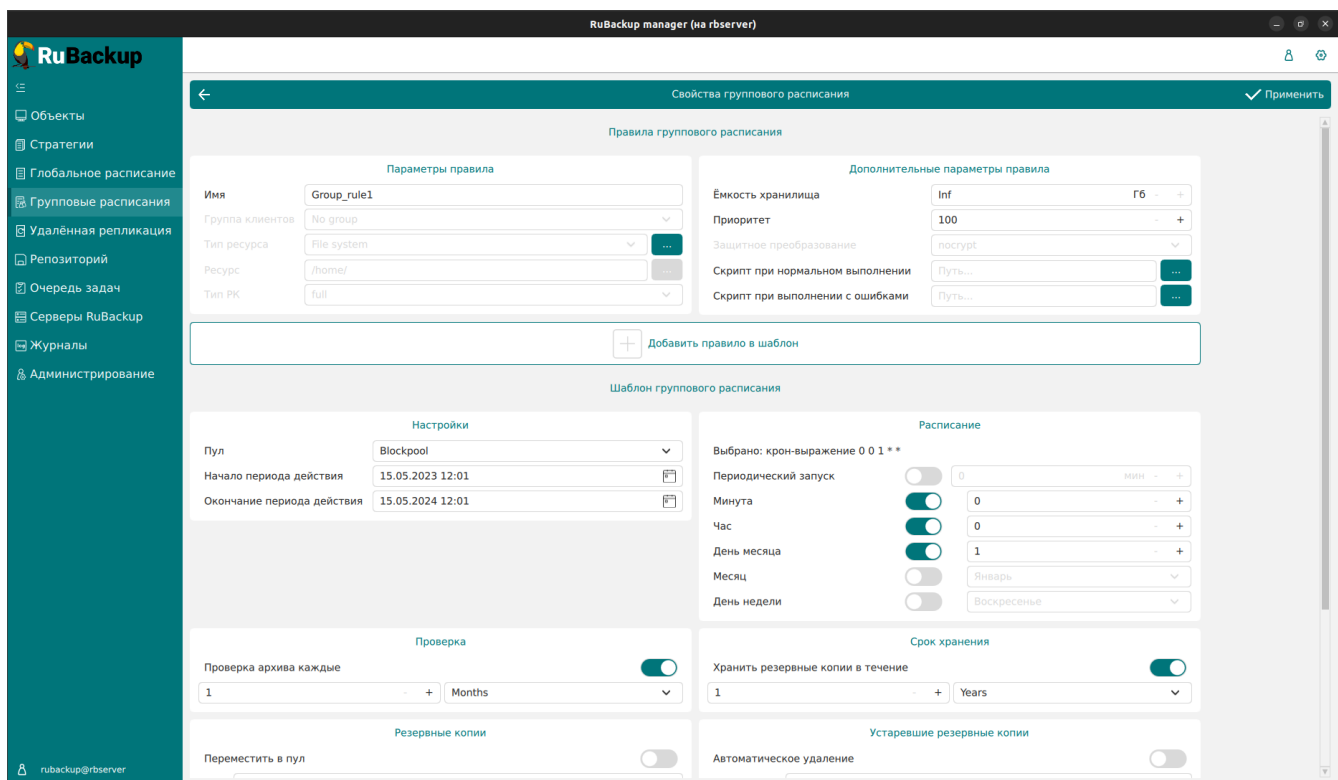 RuBackup manager (на rbserver)
RuBackup
Объекты
Стратегии
Глобальное расписание
Групповые расписания
Удалённая репликация
Репозиторий
Очередь задач
Серверы RuBackup
Журналы
Администрирование
rubackup@rbserver
Свойства группового расписания
Применить
Правила группового расписания
Параметры правила
Имя Group_rule1
Группа клиентов No group
Тип ресурса File system ...
Ресурс /home/ ...
Тип РК full
Дополнительные параметры правила
Ёмкость хранилища Inf Гб - +
Приоритет 100 - +
Защитное преобразование nocrypt
Скрипт при нормальном выполнении Путь... ...
Скрипт при выполнении с ошибками Путь... ...
Добавить правило в шаблон
Шаблон группового расписания
Настройки
Пул Blockpool
Начало периода действия 15.05.2023 12:01
Окончание периода действия 15.05.2024 12:01
Расписание
Выбрано: крон-выражение 0 0 1 * *
Периодический запуск 0 мин - +
Минута 0 - +
Час 0 - +
День месяца 1 - +
Месяц Январь
День недели Воскресенье
Проверка
Проверка архива каждые
1 - + Months
Срок хранения
Хранить резервные копии в течение
1 - + Years
Резервные копии
Переместить в пул
Устаревшие резервные копии
Автоматическое удаление